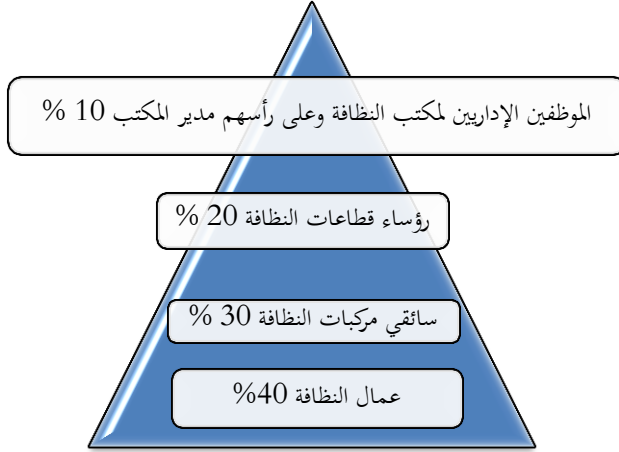 الموظفين الإداريين لمكتب النظافة وعلى رأسهم مدير المكتب 10 %
رؤساء قطاعات النظافة 20 %
سائقي مركبات النظافة 30 %
عمال النظافة 40%